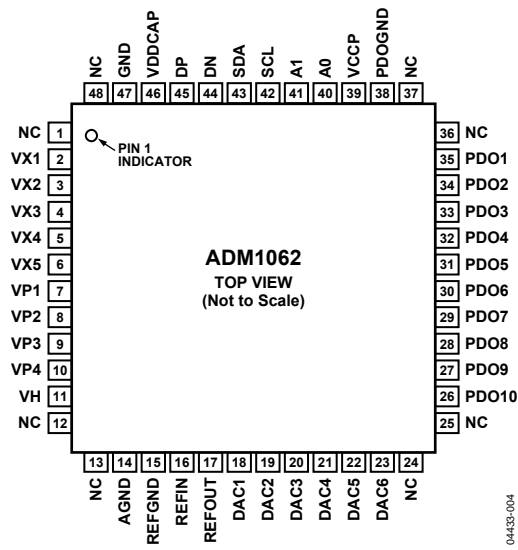 NC
GND
VDDCAP
DP
DN
SDA
SCL
A1
A0
VCCP
PDOGND
NC
48 47 46 45 44 43 42 41 40 39 38 37
NC 1
VX1 2
VX2 3
VX3 4
VX4 5
VX5 6
VP1 7
VP2 8
VP3 9
VP4 10
VH 11
NC 12
PIN 1
INDICATOR
ADM1062
TOP VIEW
(Not to Scale)
36 NC
35 PDO1
34 PDO2
33 PDO3
32 PDO4
31 PDO5
30 PDO6
29 PDO7
28 PDO8
27 PDO9
26 PDO10
25 NC
13 14 15 16 17 18 19 20 21 22 23 24
NC
AGND
REFGND
REFIN
REFOUT
DAC1
DAC2
DAC3
DAC4
DAC5
DAC6
NC
04433-004